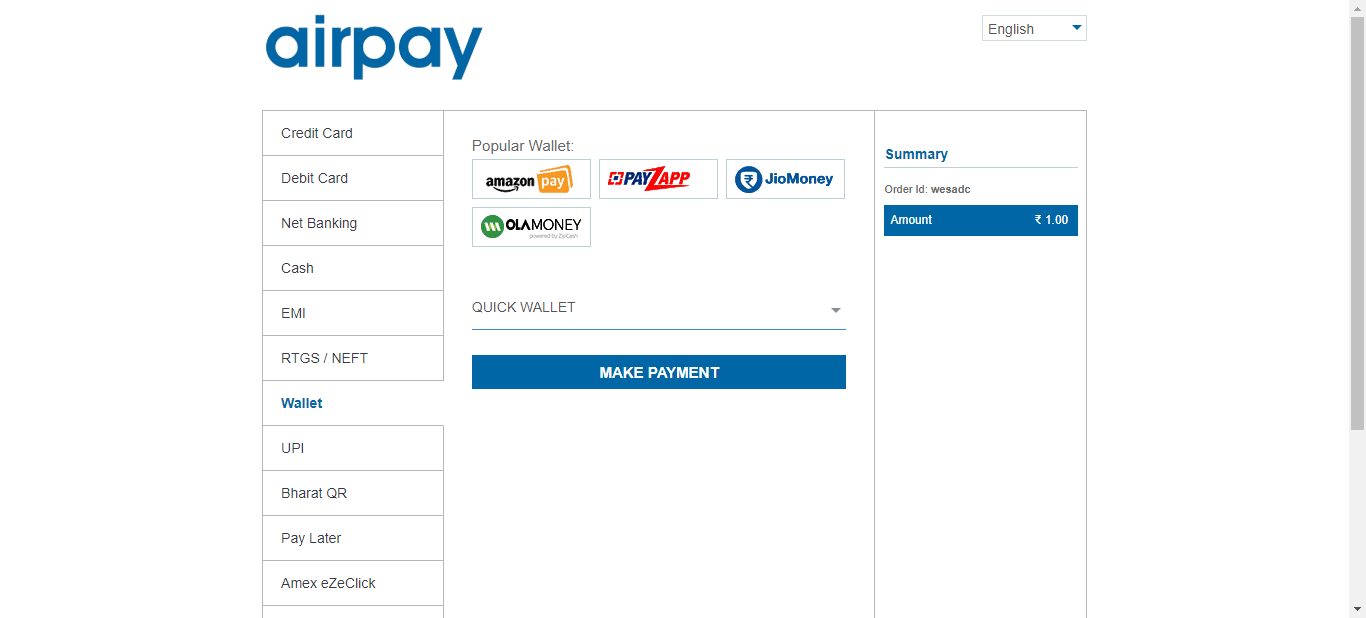 airpay
English
Credit Card
Debit Card
Net Banking
Cash
EMI
RTGS / NEFT
Wallet
UPI
Bharat QR
Pay Later
Amex eZeClick
Popular Wallet:
amazon pay
PAYZAPP
JioMoney
OLAMONEY
powered by ZipCash
QUICK WALLET
MAKE PAYMENT
Summary
Order Id: wesadc
Amount ₹ 1.00